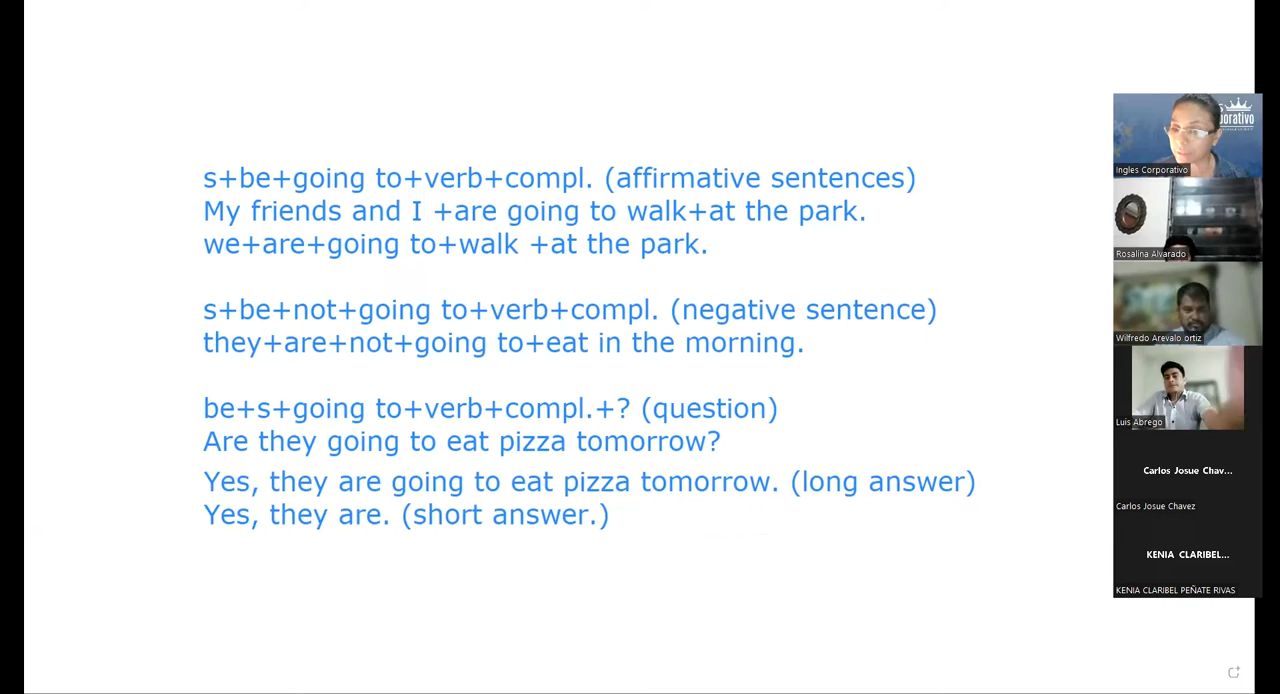 s+be+going to+verb+compl. (affirmative sentences)
My friends and I +are going to walk+at the park.
we+are+going to+walk +at the park.
s+be+not+going to+verb+compl. (negative sentence)
they+are+not+going to+eat in the morning.
be+s+going to+verb+compl.+? (question)
Are they going to eat pizza tomorrow?
Yes, they are going to eat pizza tomorrow. (long answer)
Yes, they are. (short answer.)
Ingles Corporativo
Rosalina Alvarado
Wilfredo Arevalo ortiz
Luis Abrego
Carlos Josue Chav...
Carlos Josue Chavez
KENIA CLARIBEL...
KENIA CLARIBEL PEÑATE RIVAS